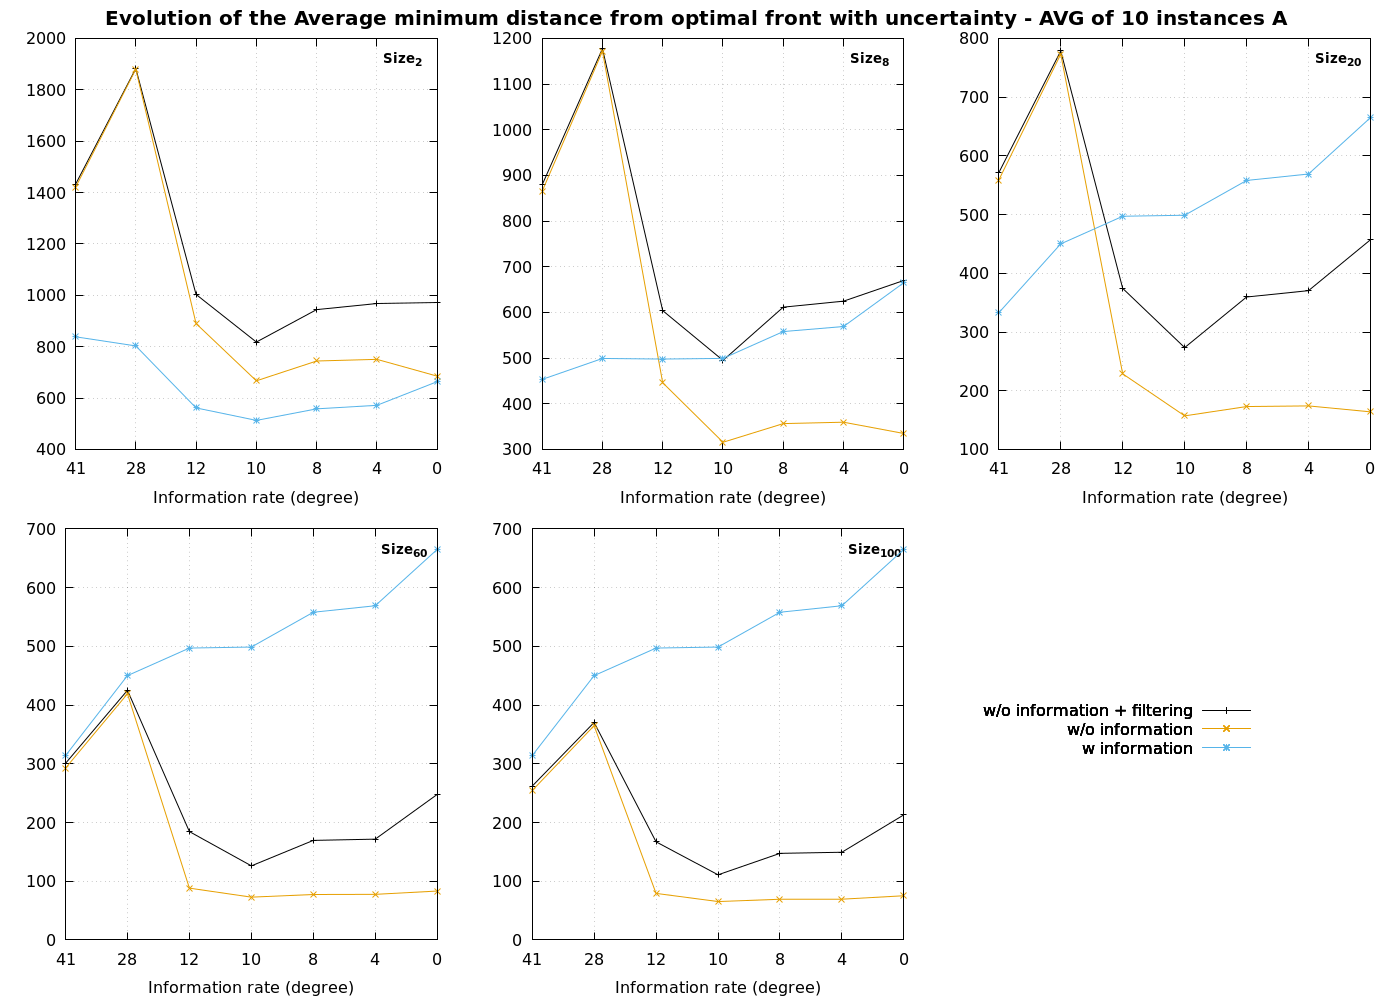 Evolution of the Average minimum distance from optimal front with uncertainty - AVG of 10 instances A
Size2
2000
1800
1600
1400
1200
1000
800
600
400
41 28 12 10 8 4 0
Information rate (degree)
Size8
1200
1100
1000
900
800
700
600
500
400
300
41 28 12 10 8 4 0
Information rate (degree)
Size20
800
700
600
500
400
300
200
100
41 28 12 10 8 4 0
Information rate (degree)
Size60
700
600
500
400
300
200
100
0
41 28 12 10 8 4 0
Information rate (degree)
Size100
700
600
500
400
300
200
100
0
41 28 12 10 8 4 0
Information rate (degree)
w/o information + filtering
w/o information
w information